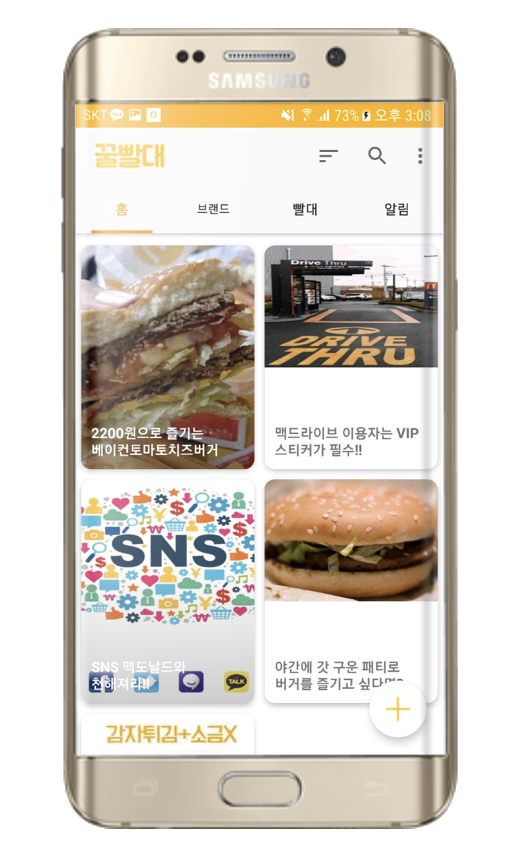 SAMSUNG
SKT 73% 오후 3:08
꿀빨대
홈 브랜드 빨대 알림
2200원으로 즐기는
베이컨토마토치즈버거
Drive Thru
DRIVE
THRU
맥드라이브 이용자는 VIP
스티커가 필수!!
SNS
SNS 맥도날드와
친해져라!!
TALK
야간에 갓 구운 패티로
버거를 즐기고 싶다면?
감자튀김+소금X